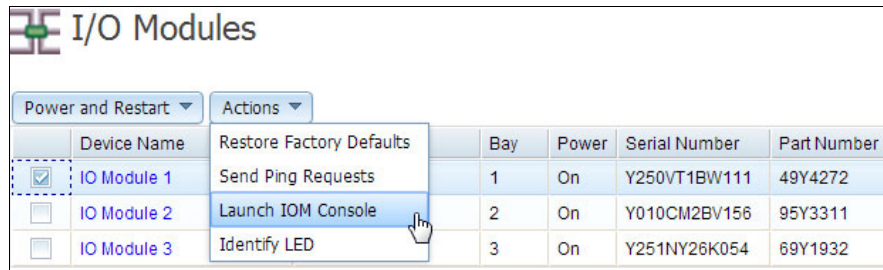 I/O Modules
Power and Restart Actions
Device Name Restore Factory Defaults Bay Power Serial Number Part Number
IO Module 1 Send Ping Requests 1 On Y250VT1BW111 49Y4272
IO Module 2 Launch IOM Console 2 On Y010CM2BV156 95Y3311
IO Module 3 Identify LED 3 On Y251NY26K054 69Y1932